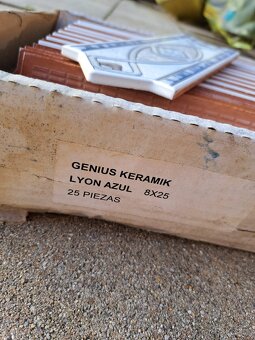 GENIUS KERAMIK
LYON AZUL 8X25
25 PIEZAS